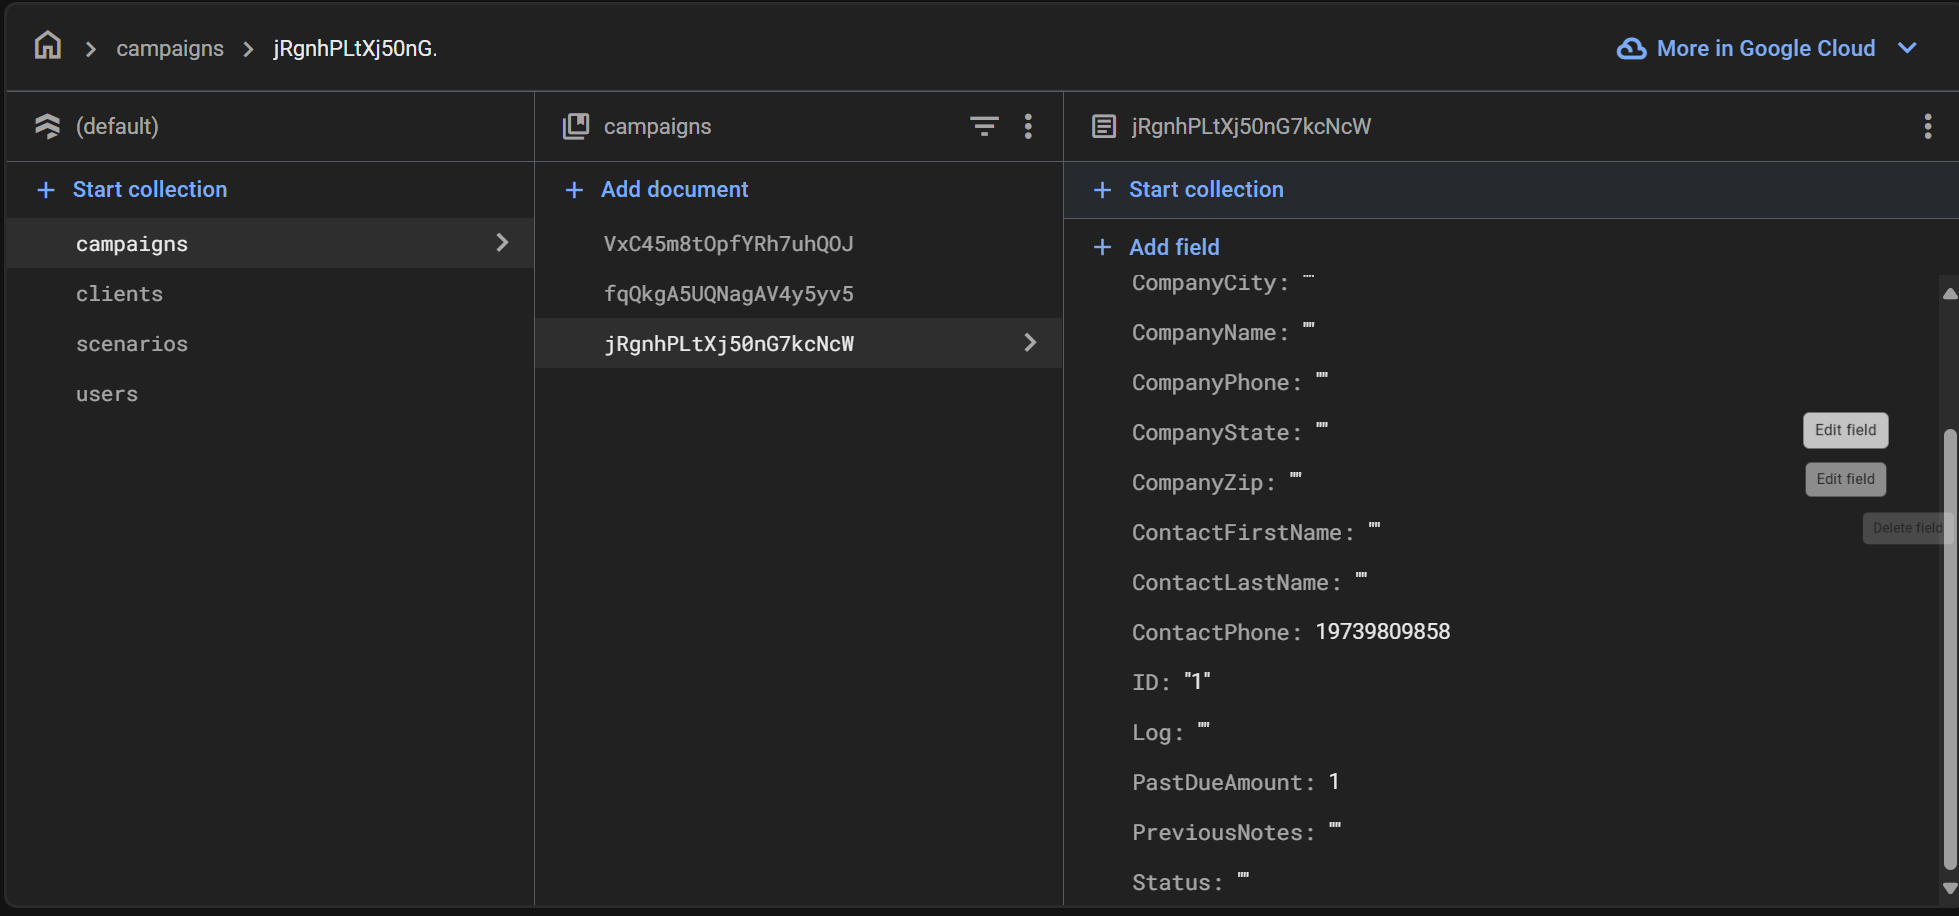 campaigns
jRgnhPLtXj50nG.
More in Google Cloud
(default)
campaigns
jRgnhPLtXj50nG7kcNcW
Start collection
Add document
Start collection
campaigns
clients
scenarios
users
VxC45m8tOpfYRh7uhQOJ
fqQkgA5UQNagAV4y5yv5
jRgnhPLtXj50nG7kcNcW
Add field
CompanyCity: ""
CompanyName: ""
CompanyPhone: ""
CompanyState: ""
Edit field
CompanyZip: ""
Edit field
ContactFirstName: ""
Delete field
ContactLastName: ""
ContactPhone: 19739809858
ID: "1"
Log: ""
PastDueAmount: 1
PreviousNotes: ""
Status: ""